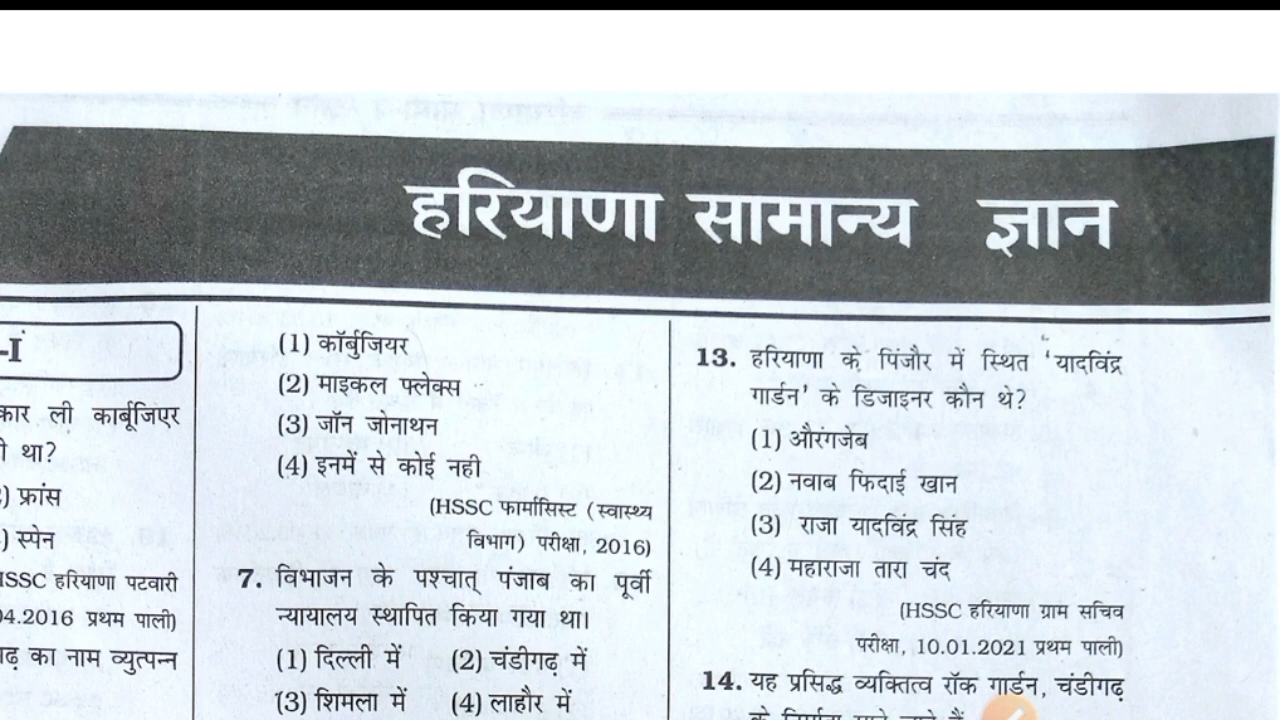 हरियाणा सामान्य ज्ञान
-I
कार ली कार्बूजिएर
था?
फ्रांस
स्पेन
HSSC हरियाणा पटवारी
04.2016 प्रथम पाली)
का नाम व्युत्पन्न
(1) कॉर्बुजियर
(2) माइकल फ्लेक्स
(3) जॉन जोनाथन
(4) इनमें से कोई नही
(HSSC फार्मासिस्ट (स्वास्थ्य
विभाग) परीक्षा, 2016)
7. विभाजन के पश्चात् पंजाब का पूर्वी
न्यायालय स्थापित किया गया था।
(1) दिल्ली में (2) चंडीगढ़ में
(3) शिमला में (4) लाहौर में
13. हरियाणा के पिंजौर में स्थित 'यादविंद्र
गार्डन' के डिजाइनर कौन थे?
(1) औरंगजेब
(2) नवाब फिदाई खान
(3) राजा यादविंद्र सिंह
(4) महाराजा तारा चंद
(HSSC हरियाणा ग्राम सचिव
परीक्षा, 10.01.2021 प्रथम पाली)
14. यह प्रसिद्ध व्यक्तित्व रॉक गार्डन, चंडीगढ़